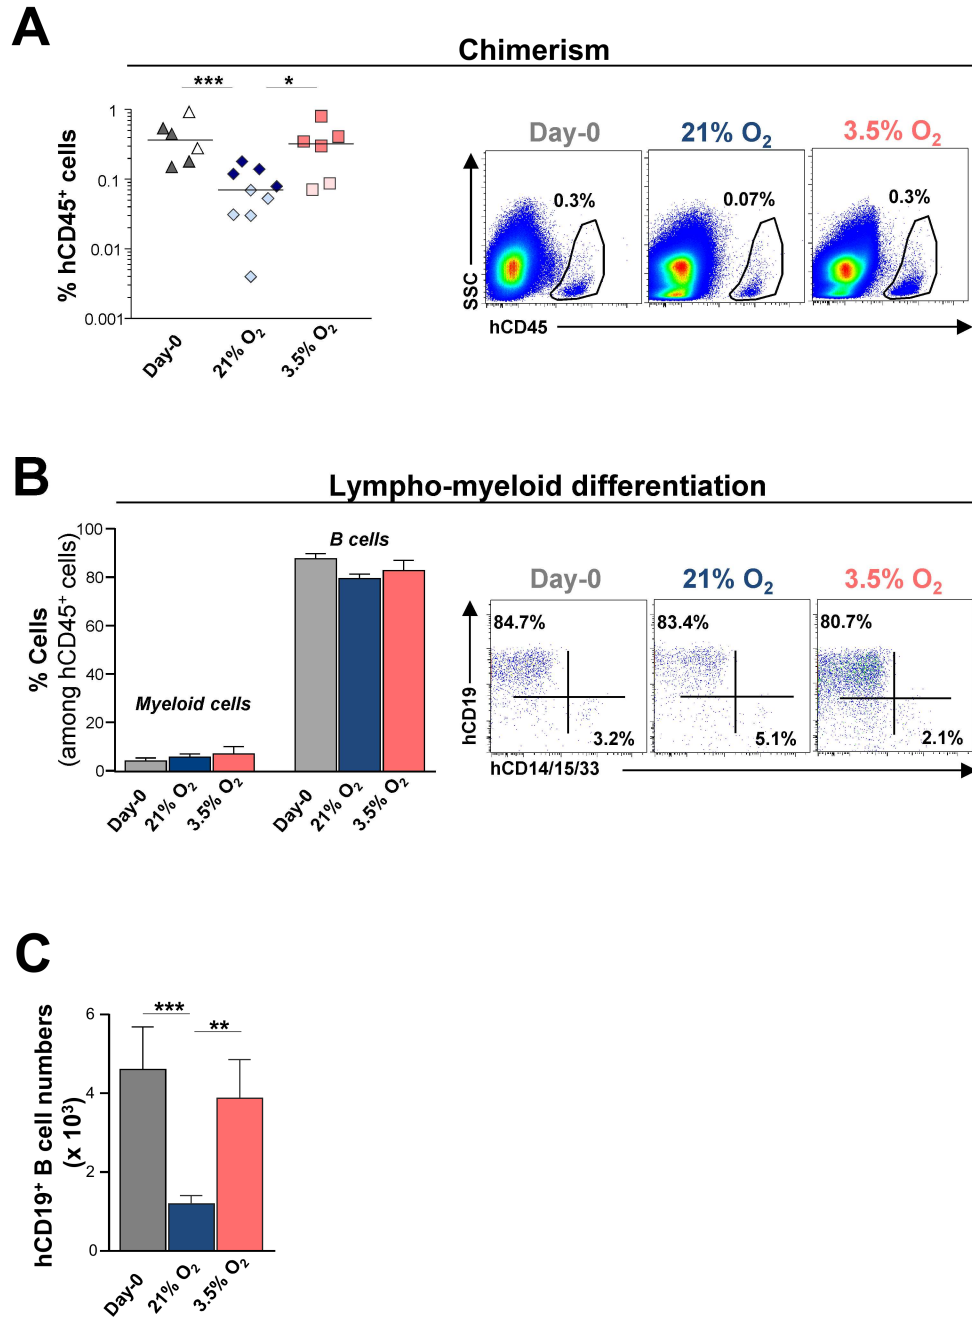 A
Chimerism
*** *
% hCD45⁺ cells
1
0.1
0.01
0.001
Day-0
21% O₂
3.5% O₂
Day-0
21% O₂
3.5% O₂
0.3%
0.07%
0.3%
SSC
hCD45
B
Lympho-myeloid differentiation
% Cells
(among hCD45⁺ cells)
100
80
60
40
20
0
B cells
Myeloid cells
Day-0
21% O₂
3.5% O₂
Day-0
21% O₂
3.5% O₂
Day-0
21% O₂
3.5% O₂
84.7%
83.4%
80.7%
3.2%
5.1%
2.1%
hCD19
hCD14/15/33
C
*** **
hCD19⁺ B cell numbers
(x 10³)
6
4
2
0
Day-0
21% O₂
3.5% O₂